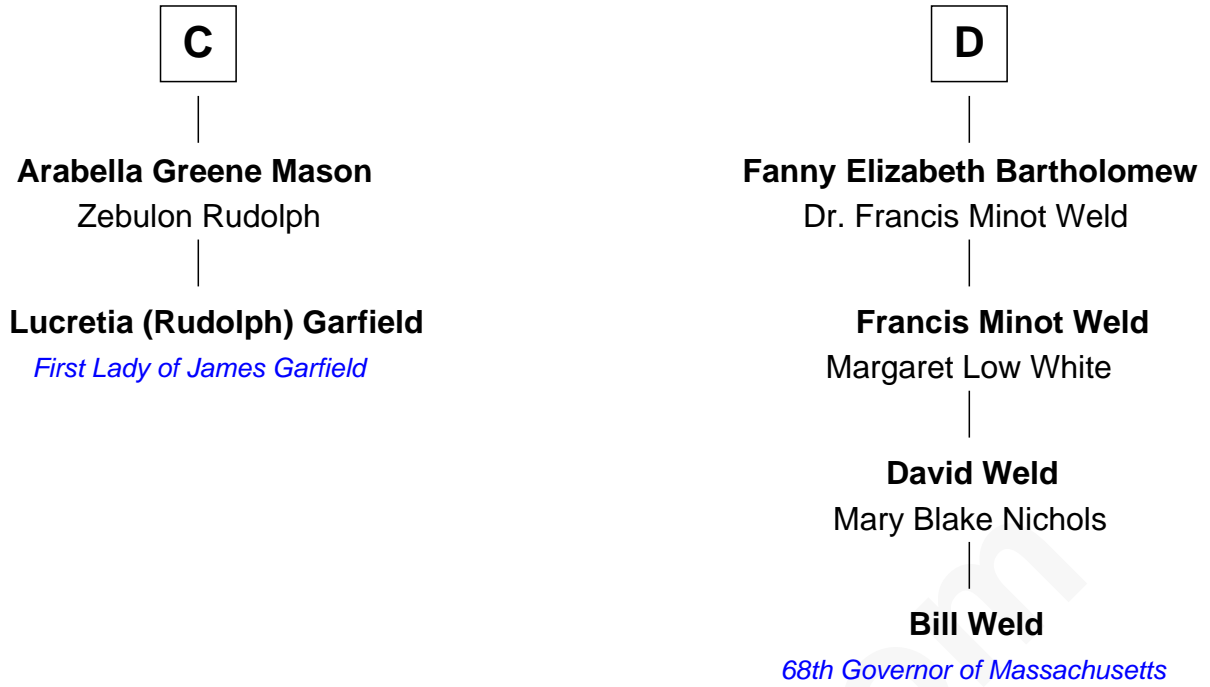 C
Arabella Greene Mason
Zebulon Rudolph
Lucretia (Rudolph) Garfield
First Lady of James Garfield
D
Fanny Elizabeth Bartholomew
Dr. Francis Minot Weld
Francis Minot Weld
Margaret Low White
David Weld
Mary Blake Nichols
Bill Weld
68th Governor of Massachusetts